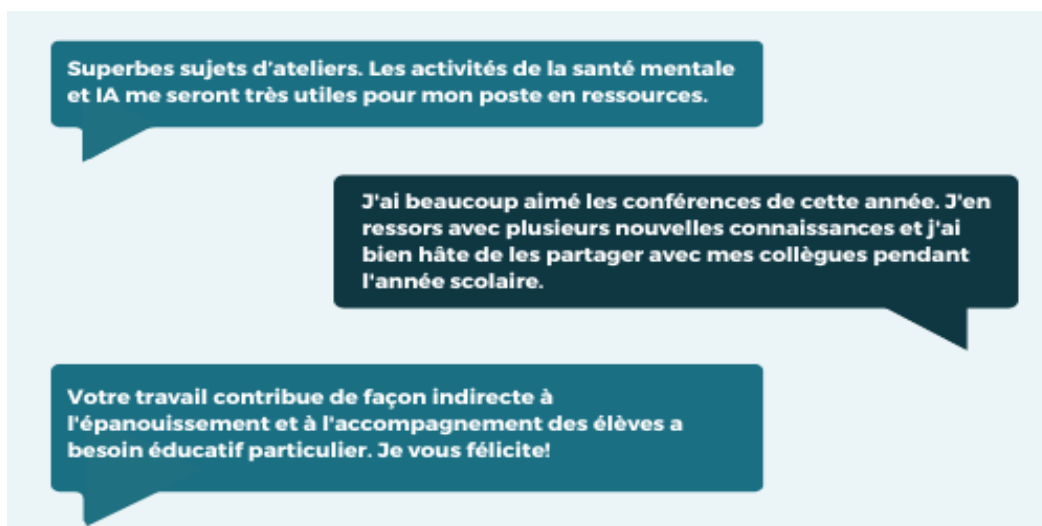 Superbes sujets d'ateliers. Les activités de la santé mentale
et IA me seront très utiles pour mon poste en ressources.
J'ai beaucoup aimé les conférences de cette année. J'en
ressors avec plusieurs nouvelles connaissances et j'ai
bien hâte de les partager avec mes collègues pendant
l'année scolaire.
Votre travail contribue de façon indirecte à
l'épanouissement et à l'accompagnement des élèves a
besoin éducatif particulier. Je vous félicite!